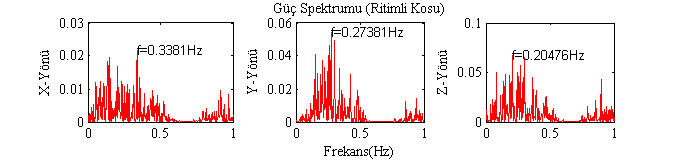 Güç Spektrumu (Ritimli Kosu)
X-Yönü
0.03
0.02
0.01
0
f=0.3381Hz
0
0.5
1
Y-Yönü
0.06
0.04
0.02
0
f=0.27381Hz
0
0.5
1
Z-Yönü
0.1
0.05
0
f=0.20476Hz
0
0.5
1
Frekans(Hz)